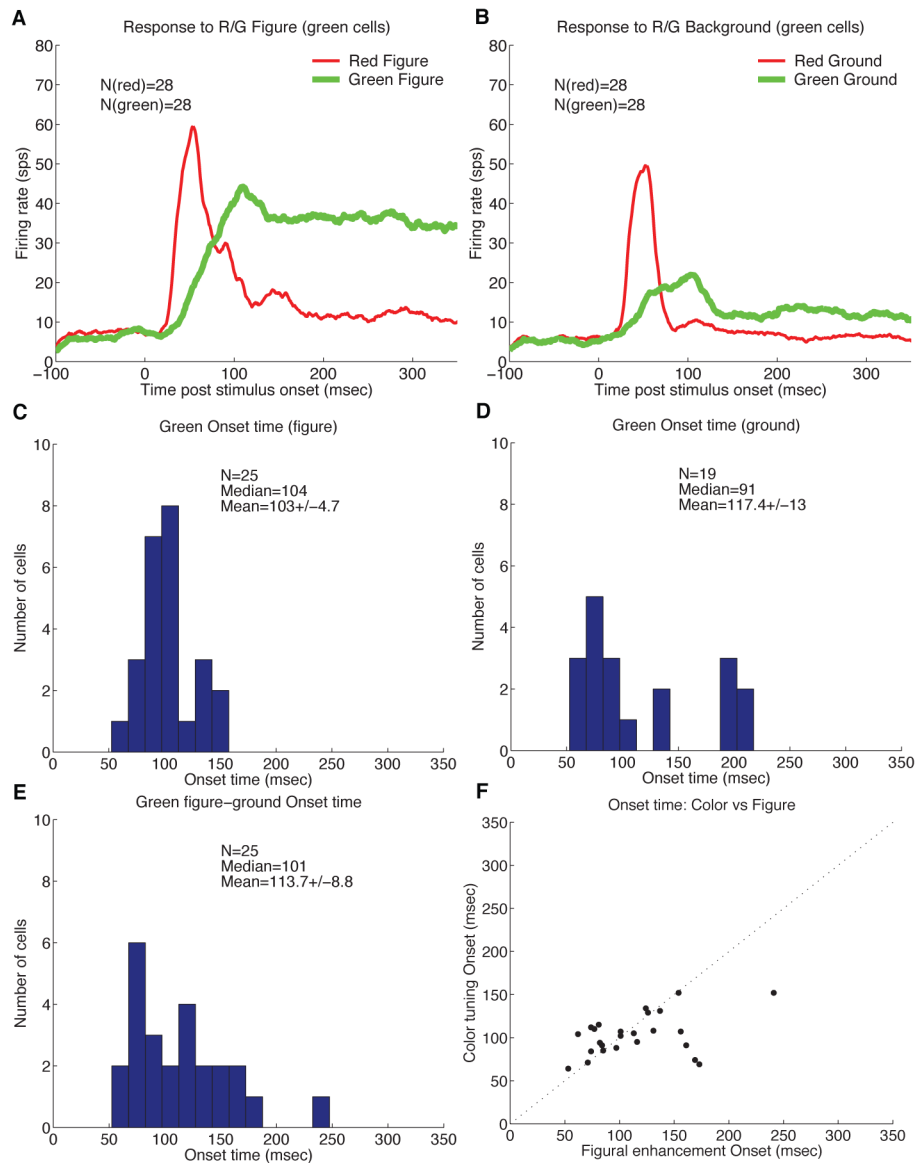 A
Response to R/G Figure (green cells)
80
70
60
50
40
30
20
10
0
Firing rate (sps)
N(red)=28
N(green)=28
Red Figure
Green Figure
−100 0 100 200 300
Time post stimulus onset (msec)
B
Response to R/G Background (green cells)
80
70
60
50
40
30
20
10
0
Firing rate (sps)
N(red)=28
N(green)=28
Red Ground
Green Ground
−100 0 100 200 300
Time post stimulus onset (msec)
C
Green Onset time (figure)
10
8
6
4
2
0
Number of cells
N=25
Median=104
Mean=103+/−4.7
0 50 100 150 200 250 300 350
Onset time (msec)
D
Green Onset time (ground)
10
8
6
4
2
0
Number of cells
N=19
Median=91
Mean=117.4+/−13
0 50 100 150 200 250 300 350
Onset time (msec)
E
Green figure−ground Onset time
10
8
6
4
2
0
Number of cells
N=25
Median=101
Mean=113.7+/−8.8
0 50 100 150 200 250 300 350
Onset time (msec)
F
Onset time: Color vs Figure
350
300
250
200
150
100
50
0
Color tuning Onset (msec)
0 50 100 150 200 250 300 350
Figural enhancement Onset (msec)